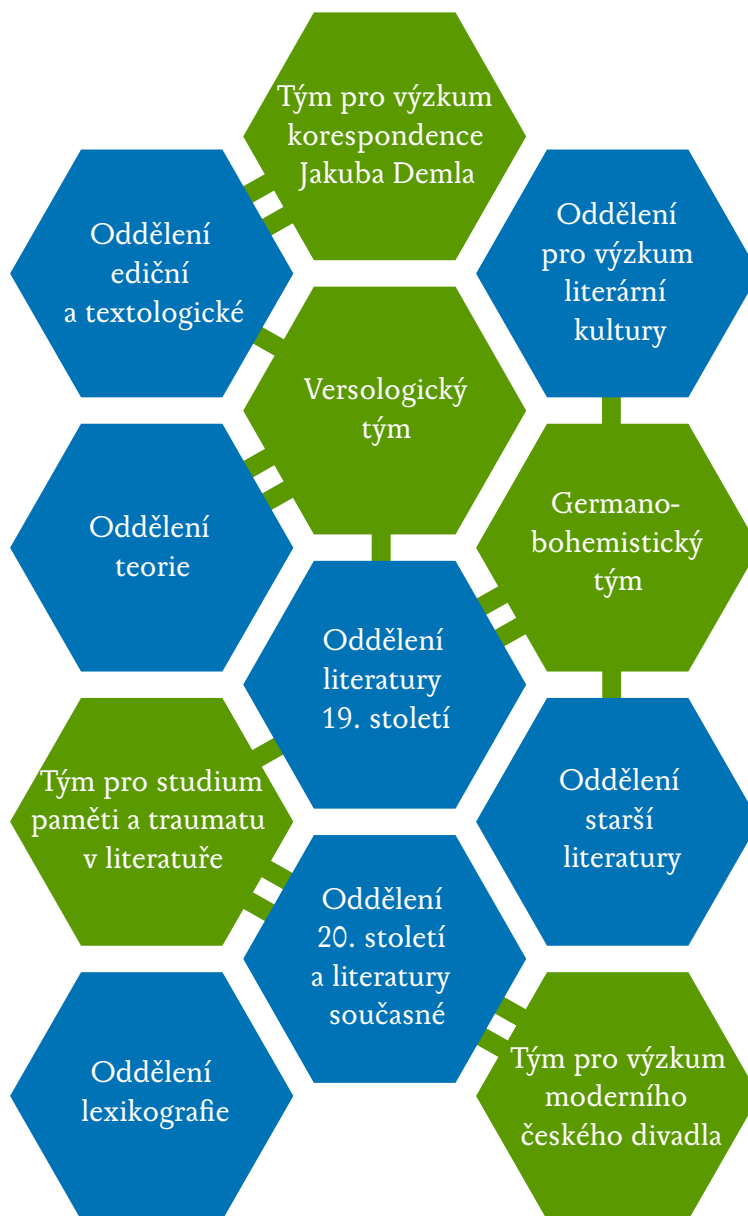 Tým pro výzkum
korespondence
Jakuba Demla
Oddělení
ediční
a textologické
Oddělení
pro výzkum
literární
kultury
Versologický
tým
Oddělení
teorie
Germano-
bohemistický
tým
Oddělení
literatury
19. století
Tým pro studium
paměti a traumatu
v literatuře
Oddělení
starší
literatury
Oddělení
20. století
a literatury
současné
Oddělení
lexikografie
Tým pro výzkum
moderního
českého divadla